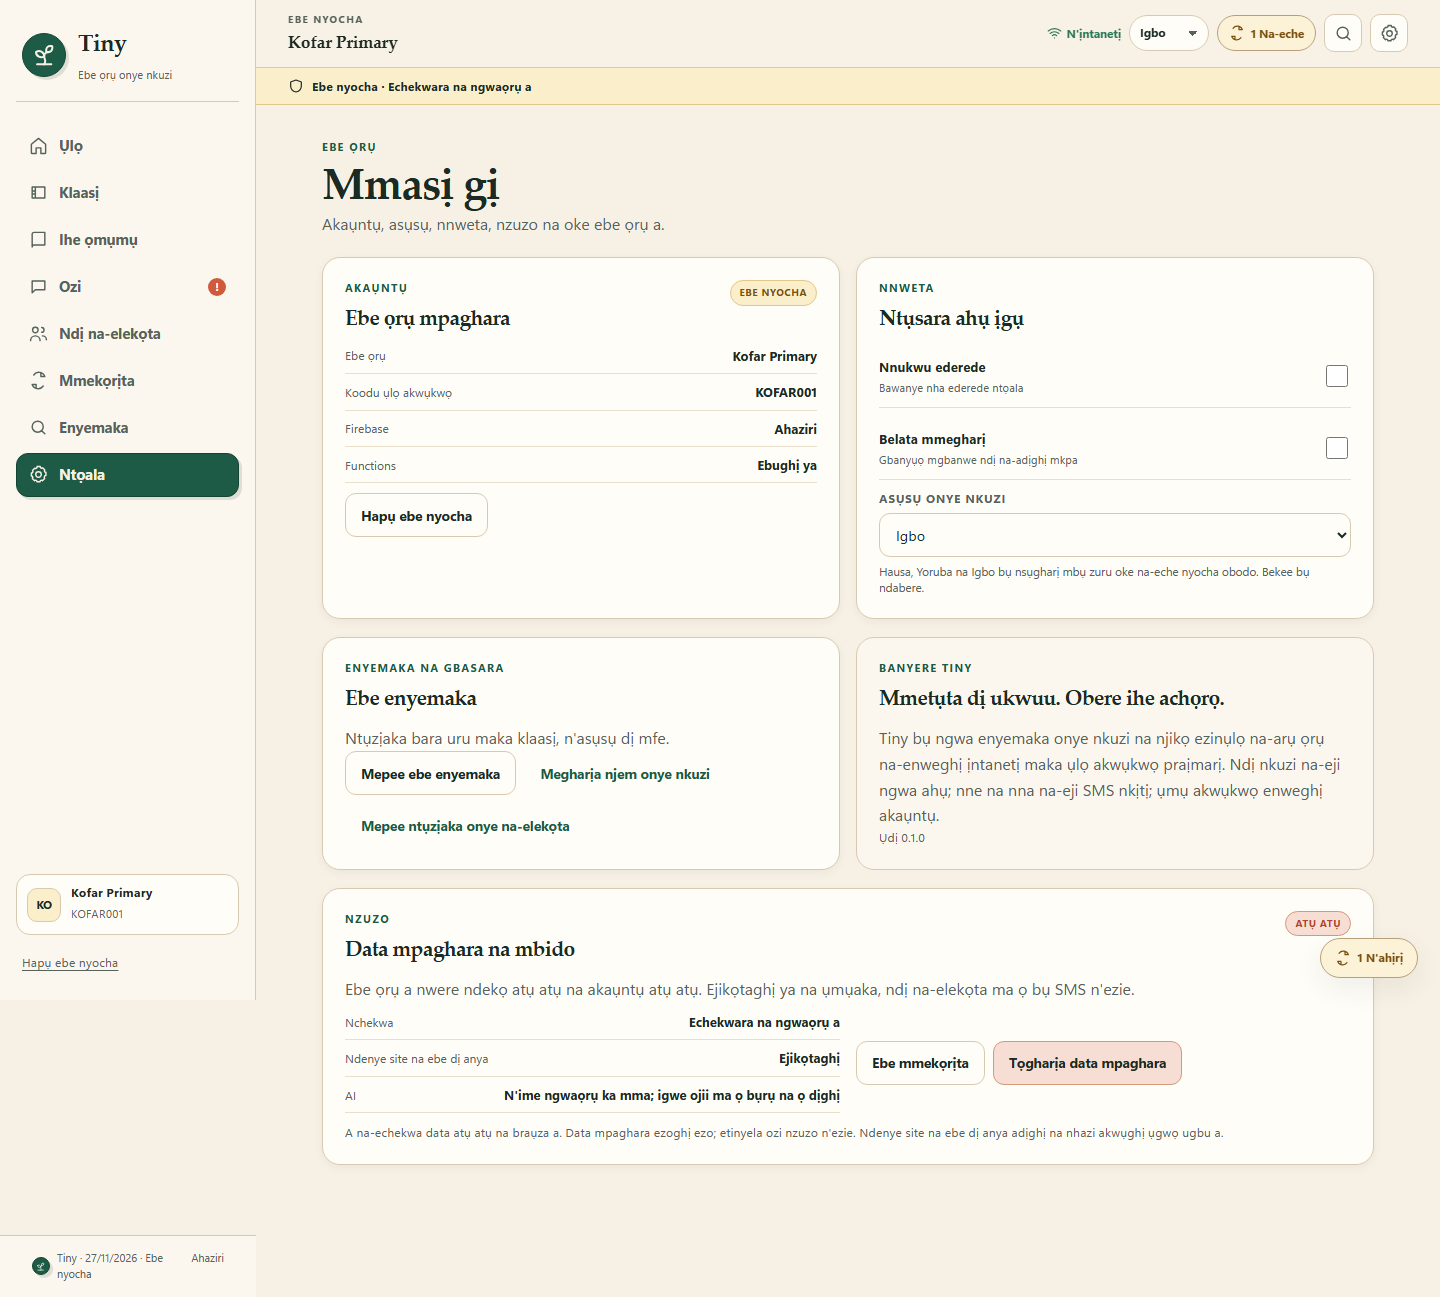 Tiny
Ebe ọrụ onye nkuzi
Ụlọ
Klaasị
Ihe ọmụmụ
Ozi
!
Ndị na-elekọta
Mmekọrịta
Enyemaka
Ntọala
KO
Kofar Primary
KOFAR001
Hapụ ebe nyocha
Tiny · 27/11/2026 · Ebe nyocha
Ahaziri
EBE NYOCHA
Kofar Primary
N'ịntanetị
Igbo
1 Na-eche
Ebe nyocha · Echekwara na ngwaọrụ a
EBE ỌRỤ
Mmasị gị
Akaụntụ, asụsụ, nnweta, nzuzo na oke ebe ọrụ a.
AKAỤNTỤ
EBE NYOCHA
Ebe ọrụ mpaghara
Ebe ọrụ
Kofar Primary
Koodu ụlọ akwụkwọ
KOFAR001
Firebase
Ahaziri
Functions
Ebughị ya
Hapụ ebe nyocha
NNWETA
Ntụsara ahụ ịgụ
Nnukwu ederede
Bawanye nha ederede ntọala
Belata mmegharị
Gbanyụọ mgbanwe ndị na-adịghị mkpa
ASỤSỤ ONYE NKUZI
Igbo
Hausa, Yoruba na Igbo bụ nsụgharị mbụ zuru oke na-eche nyocha obodo. Bekee bụ
ndabere.
ENYEMAKA NA GBASARA
Ebe enyemaka
Ntụzịaka bara uru maka klaasị, n'asụsụ dị mfe.
Mepee ebe enyemaka
Megharịa njem onye nkuzi
Mepee ntụzịaka onye na-elekọta
BANYERE TINY
Mmetụta dị ukwuu. Obere ihe achọrọ.
Tiny bụ ngwa enyemaka onye nkuzi na njikọ ezinụlọ na-arụ ọrụ
na-enweghị ịntanetị maka ụlọ akwụkwọ praịmarị. Ndị nkuzi na-eji
ngwa ahụ; nne na nna na-eji SMS nkịtị; ụmụ akwụkwọ enweghị
akaụntụ.
Ụdị 0.1.0
NZUZO
ATỤ ATỤ
Data mpaghara na mbido
1 N'ahịrị
Ebe ọrụ a nwere ndekọ atụ atụ na akaụntụ atụ atụ. Ejikọtaghị ya na ụmụaka, ndị na-elekọta ma ọ bụ SMS n'ezie.
Nchekwa
Echekwara na ngwaọrụ a
Ndenye site na ebe dị anya
Ejikọtaghị
AI
N'ime ngwaọrụ ka mma; igwe ojii ma ọ bụrụ na ọ dịghị
Ebe mmekọrịta
Tọgharịa data mpaghara
A na-echekwa data atụ atụ na braụza a. Data mpaghara ezoghị ezo; etinyela ozi nzuzo n'ezie. Ndenye site na ebe dị anya adịghị na nhazi akwụghị ụgwọ ugbu a.